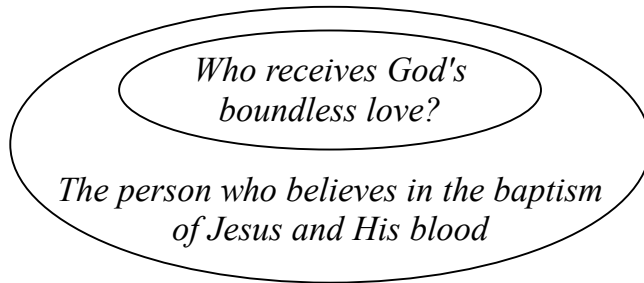 Who receives God's
boundless love?
The person who believes in the baptism
of Jesus and His blood